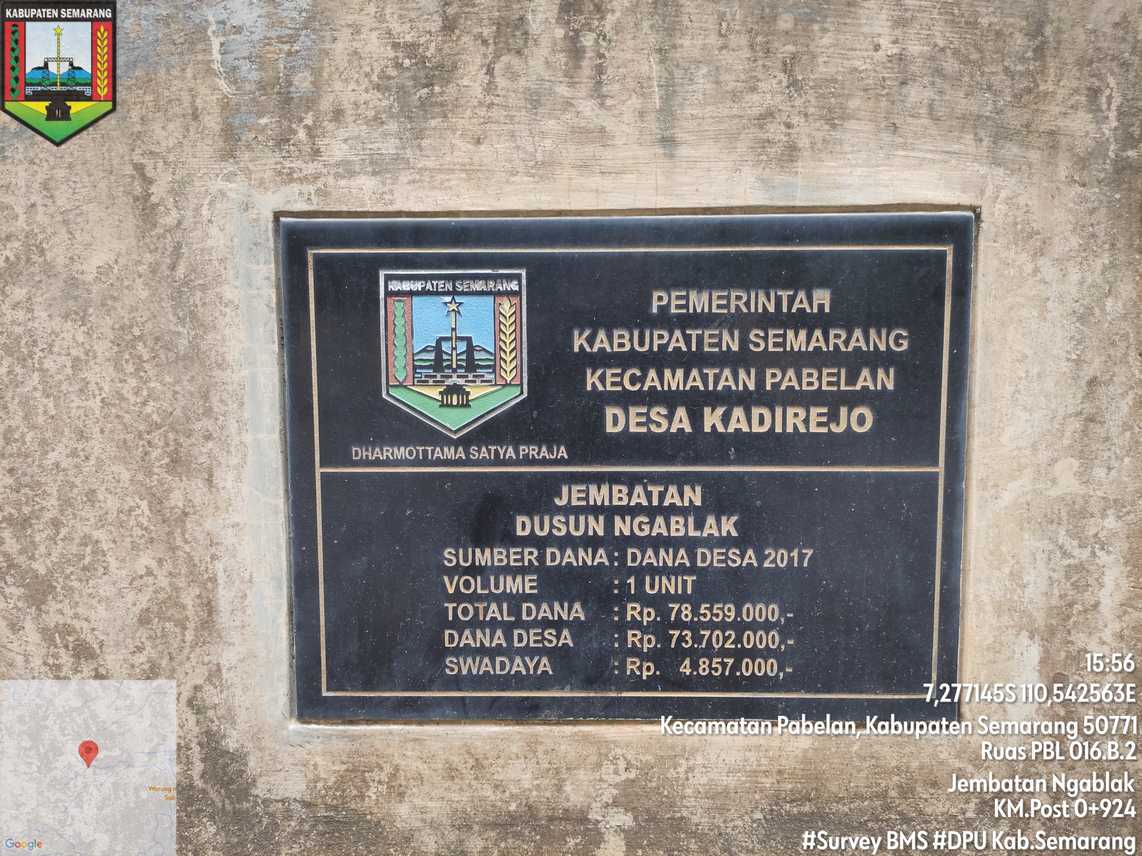 KABUPATEN SEMARANG
KABUPATEN SEMARANG
DHARMOTTAMA SATYA PRAJA
PEMERINTAH
KABUPATEN SEMARANG
KECAMATAN PABELAN
DESA KADIREJO
JEMBATAN
DUSUN NGABLAK
SUMBER DANA : DANA DESA 2017
VOLUME : 1 UNIT
TOTAL DANA : Rp. 78.559.000,-
DANA DESA : Rp. 73.702.000,-
SWADAYA : Rp. 4.857.000,-
15:56
7,277145S 110,542563E
Kecamatan Pabelan, Kabupaten Semarang 50771
Ruas PBL 016.B.2
Jembatan Ngablak
KM.Post 0+924
#Survey BMS #DPU Kab.Semarang
Google